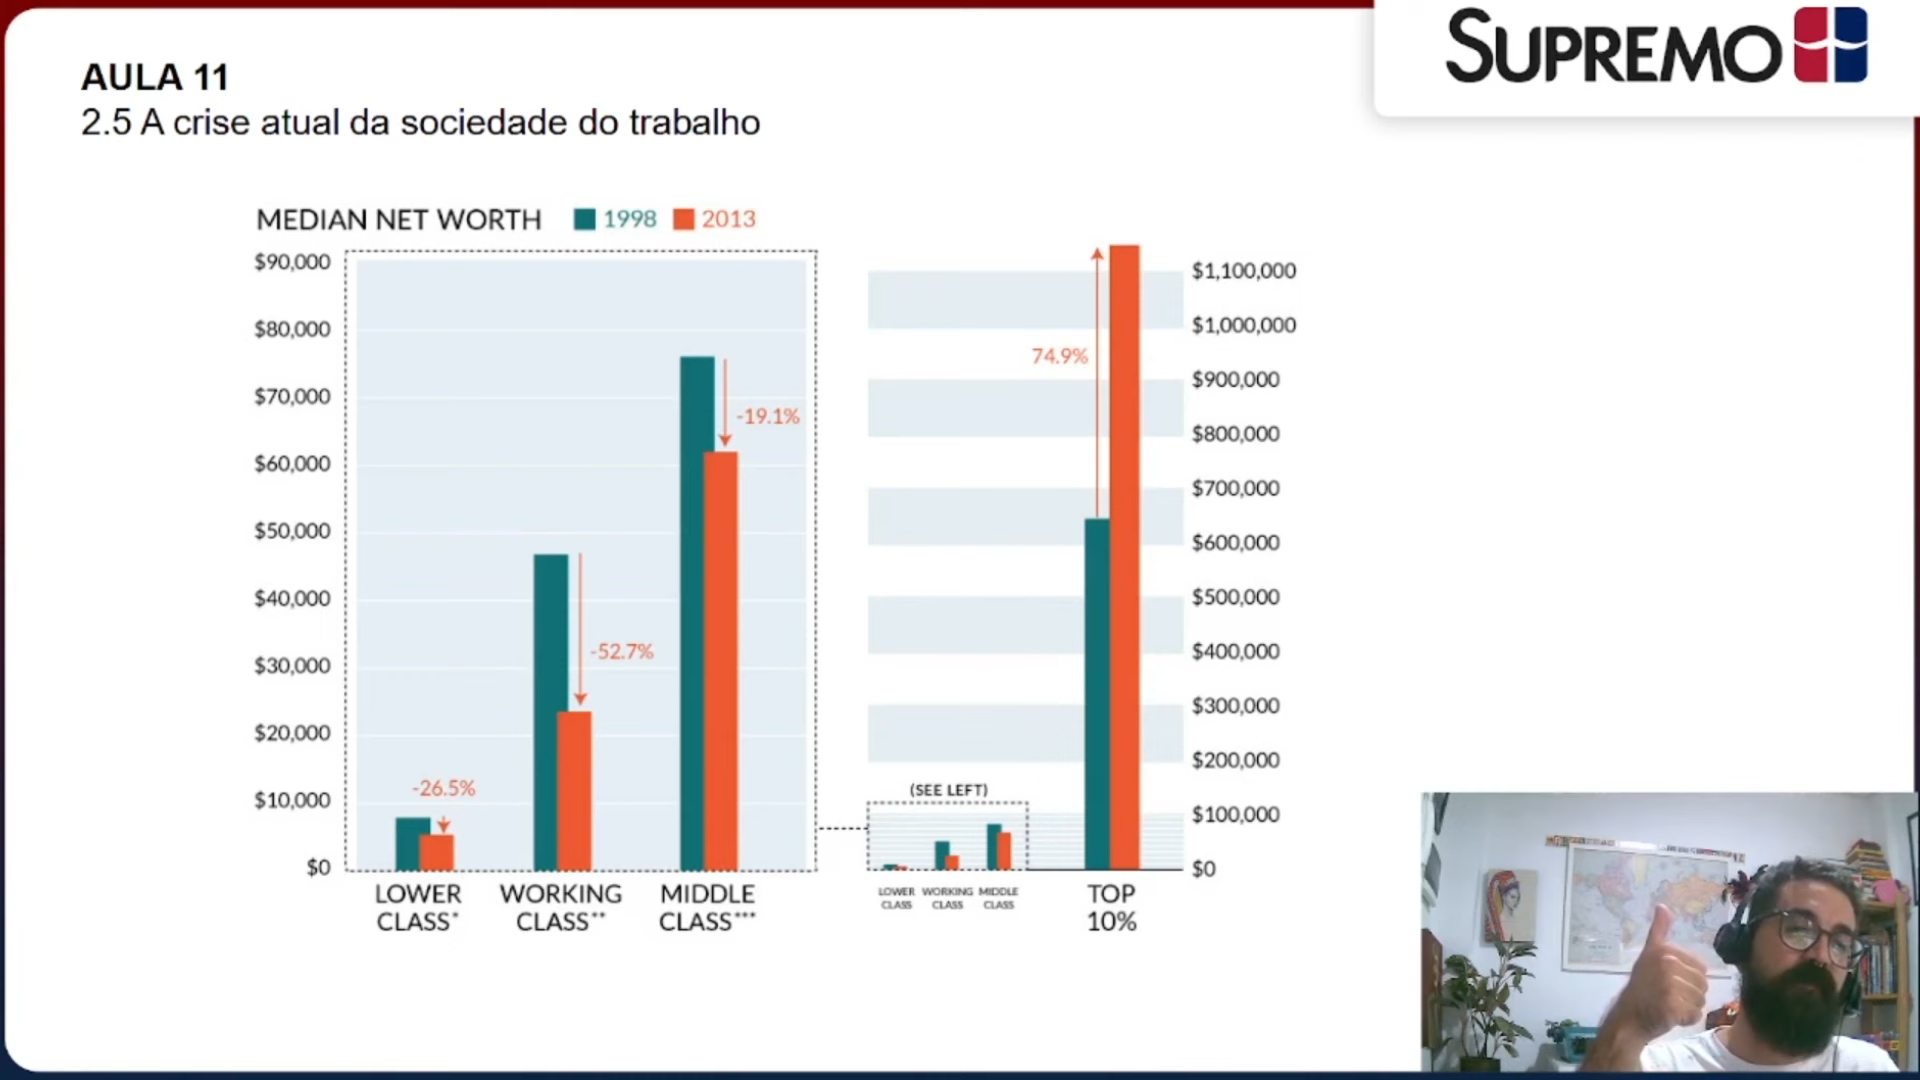 SUPREMO
AULA 11
2.5 A crise atual da sociedade do trabalho
MEDIAN NET WORTH 1998 2013
$90,000
$80,000
$70,000
$60,000
$50,000
$40,000
$30,000
$20,000
$10,000
$0
-26.5%
-52.7%
-19.1%
LOWER
CLASS*
WORKING
CLASS**
MIDDLE
CLASS***
74.9%
(SEE LEFT)
LOWER
CLASS
WORKING
CLASS
MIDDLE
CLASS
TOP
10%
$1,100,000
$1,000,000
$900,000
$800,000
$700,000
$600,000
$500,000
$400,000
$300,000
$200,000
$100,000
$0